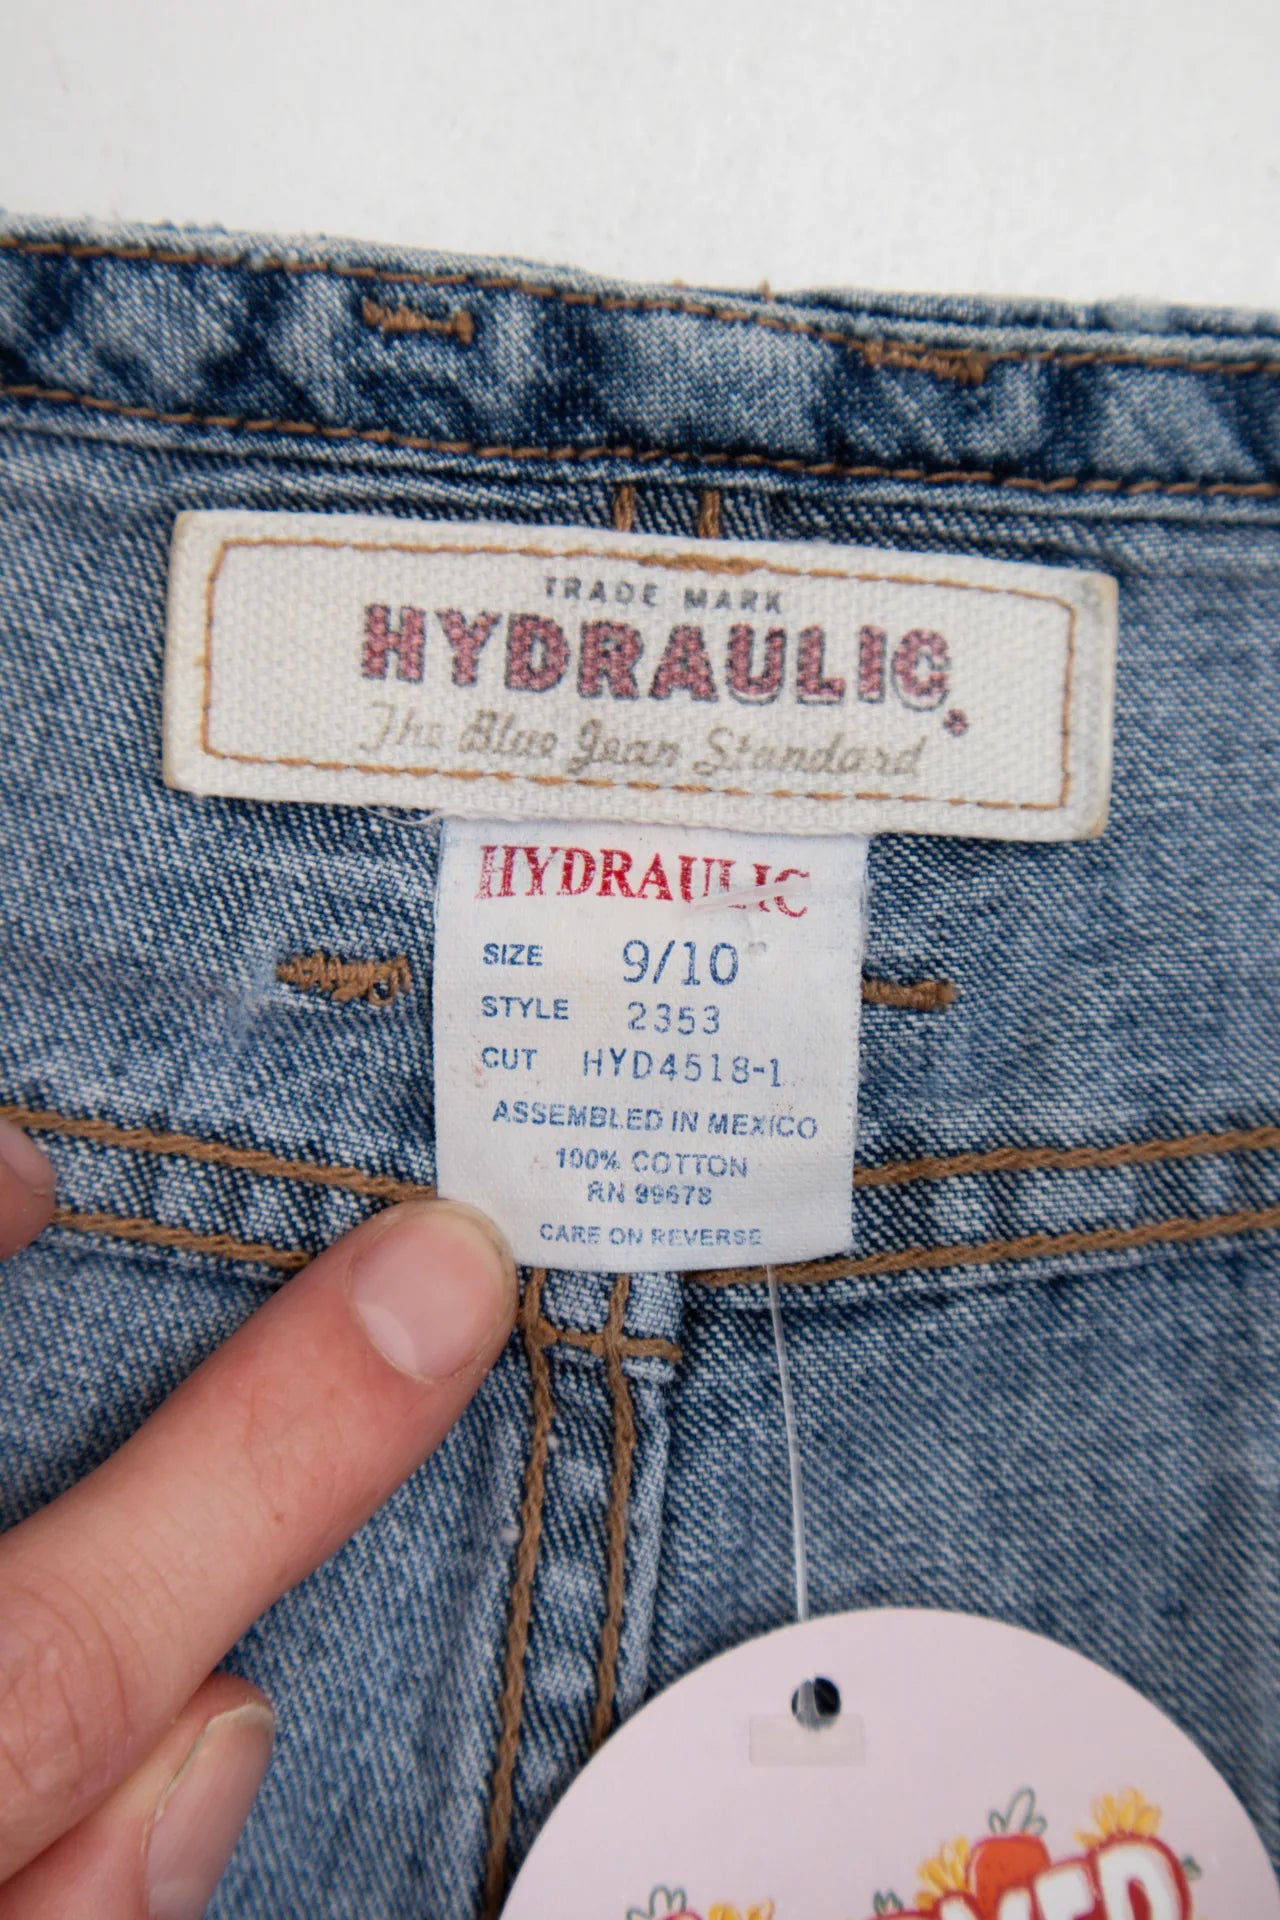 TRADE MARK
HYDRAULIC
The Blue Jean Standard
HYDRAULIC
SIZE 9/10
STYLE 2353
CUT HYD4518-1
ASSEMBLED IN MEXICO
100% COTTON
RN 99678
CARE ON REVERSE